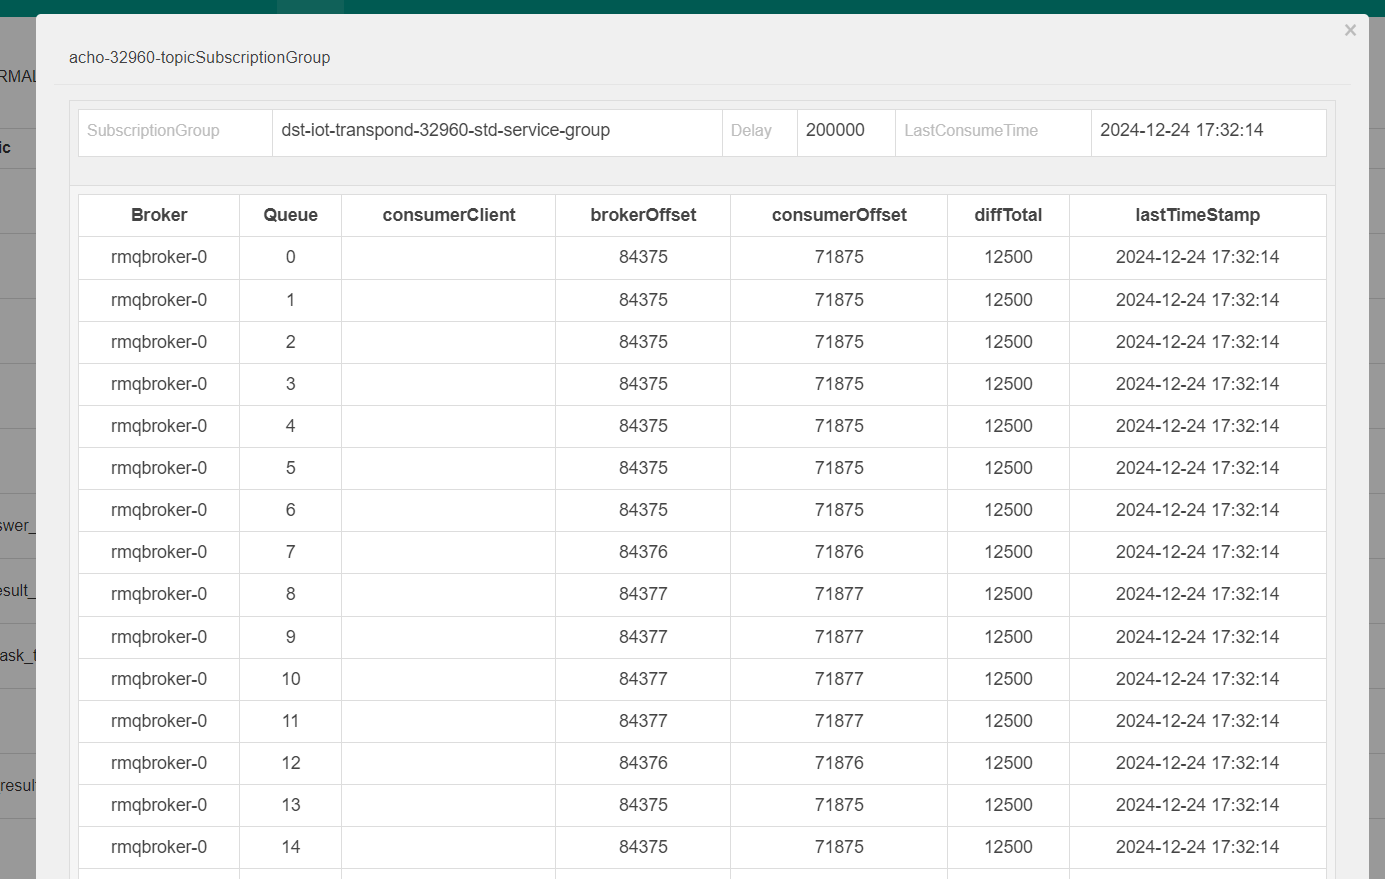 ×
acho-32960-topicSubscriptionGroup
RMAL
SubscriptionGroup dst-iot-transpond-32960-std-service-group Delay 200000 LastConsumeTime 2024-12-24 17:32:14
ic
Broker Queue consumerClient brokerOffset consumerOffset diffTotal lastTimeStamp
rmqbroker-0 0 84375 71875 12500 2024-12-24 17:32:14
rmqbroker-0 1 84375 71875 12500 2024-12-24 17:32:14
rmqbroker-0 2 84375 71875 12500 2024-12-24 17:32:14
rmqbroker-0 3 84375 71875 12500 2024-12-24 17:32:14
rmqbroker-0 4 84375 71875 12500 2024-12-24 17:32:14
rmqbroker-0 5 84375 71875 12500 2024-12-24 17:32:14
rmqbroker-0 6 84375 71875 12500 2024-12-24 17:32:14
swer_
rmqbroker-0 7 84376 71876 12500 2024-12-24 17:32:14
rmqbroker-0 8 84377 71877 12500 2024-12-24 17:32:14
esult_
rmqbroker-0 9 84377 71877 12500 2024-12-24 17:32:14
ask_t
rmqbroker-0 10 84377 71877 12500 2024-12-24 17:32:14
rmqbroker-0 11 84377 71877 12500 2024-12-24 17:32:14
rmqbroker-0 12 84376 71876 12500 2024-12-24 17:32:14
result
rmqbroker-0 13 84375 71875 12500 2024-12-24 17:32:14
rmqbroker-0 14 84375 71875 12500 2024-12-24 17:32:14